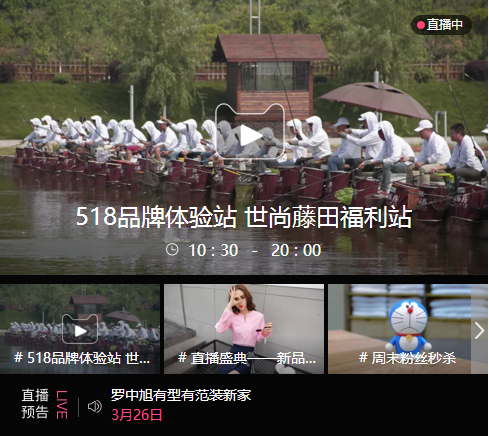 直播中
518品牌体验站 世尚藤田福利站
10 : 30 - 20 : 00
# 518品牌体验站 世...
# 直播盛典——新品...
# 周末粉丝秒杀
直播
预告
LIVE
罗中旭有型有范装新家
3月26日